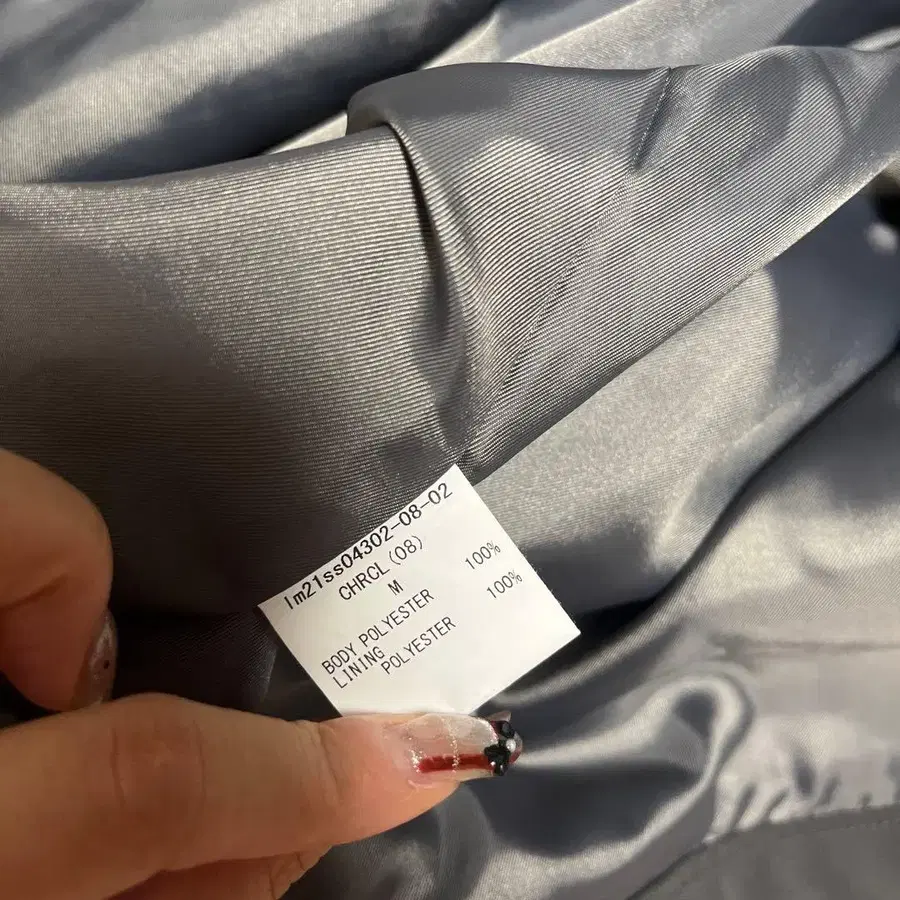 lm21ss04302-08-02
CHRCL(08)
M
BODY POLYESTER 100%
LINING
POLYESTER 100%